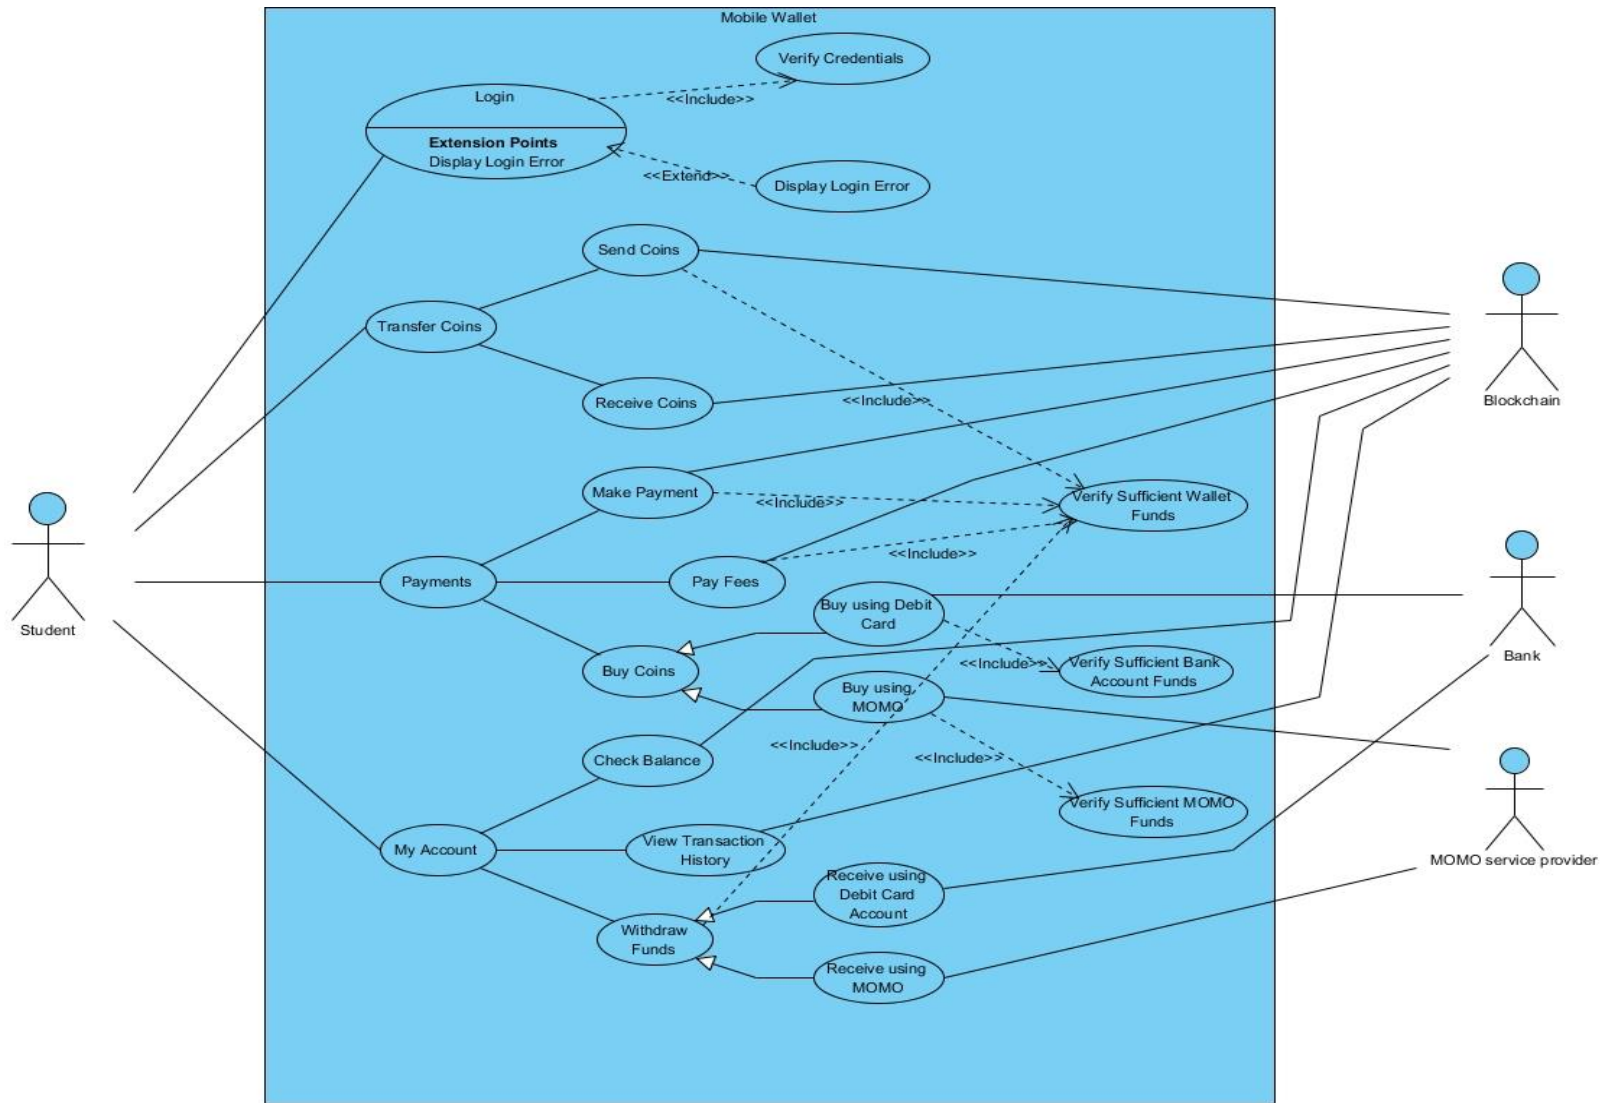 Mobile Wallet
Verify Credentials
Login
<<Include>>
Extension Points
Display Login Error
<<Extend>>
Display Login Error
Send Coins
Transfer Coins
Receive Coins
<<Include>>
Blockchain
Make Payment
<<Include>>
Verify Sufficient Wallet
Funds
<<Include>>
Payments
Pay Fees
Buy using Debit
Card
Student
Buy Coins
<<Include>>
Verify Sufficient Bank
Account Funds
Bank
Buy using
MOMO
<<Include>>
Check Balance
<<Include>>
Verify Sufficient MOMO
Funds
My Account
View Transaction
History
MOMO service provider
Receive using
Debit Card
Account
Withdraw
Funds
Receive using
MOMO